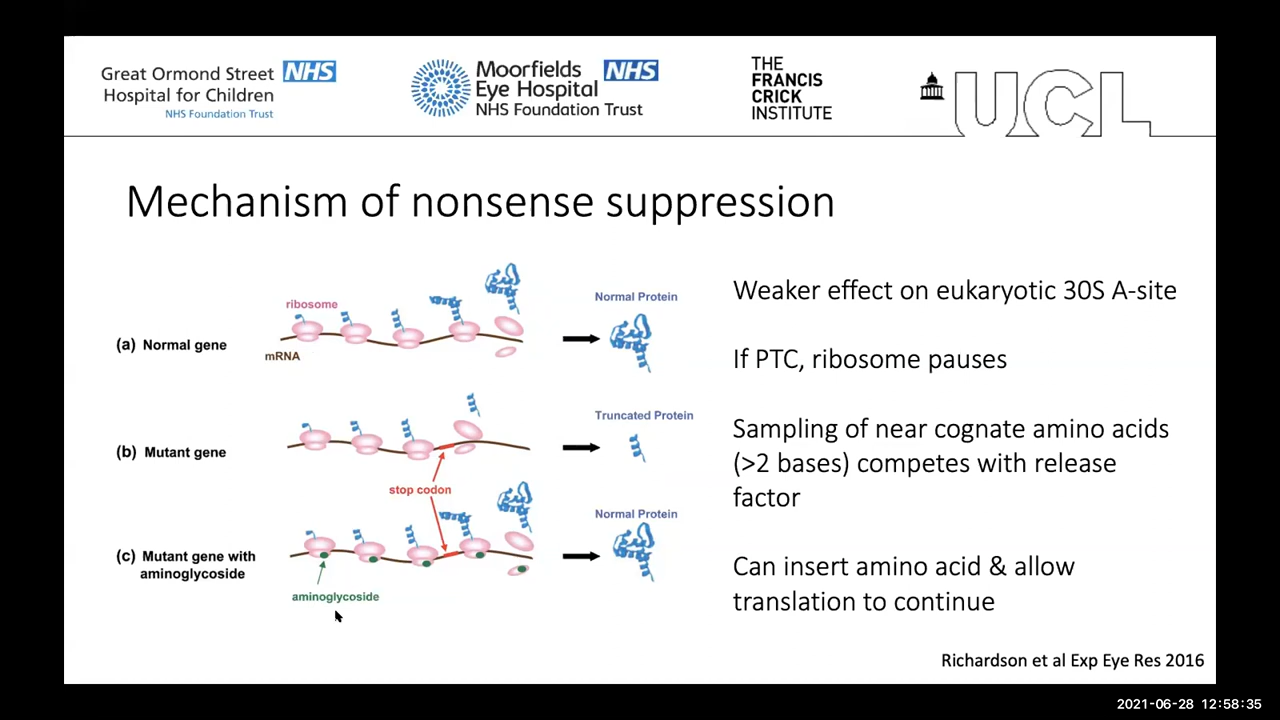 Great Ormond Street NHS
Hospital for Children
NHS Foundation Trust
Moorfields NHS
Eye Hospital
NHS Foundation Trust
THE
FRANCIS
CRICK
INSTITUTE
UCL
Mechanism of nonsense suppression
ribosome
Normal Protein
(a) Normal gene
mRNA
Truncated Protein
(b) Mutant gene
stop codon
Normal Protein
(c) Mutant gene with
aminoglycoside
aminoglycoside
Weaker effect on eukaryotic 30S A-site
If PTC, ribosome pauses
Sampling of near cognate amino acids
(>2 bases) competes with release
factor
Can insert amino acid & allow
translation to continue
Richardson et al Exp Eye Res 2016
2021-06-28 12:58:35